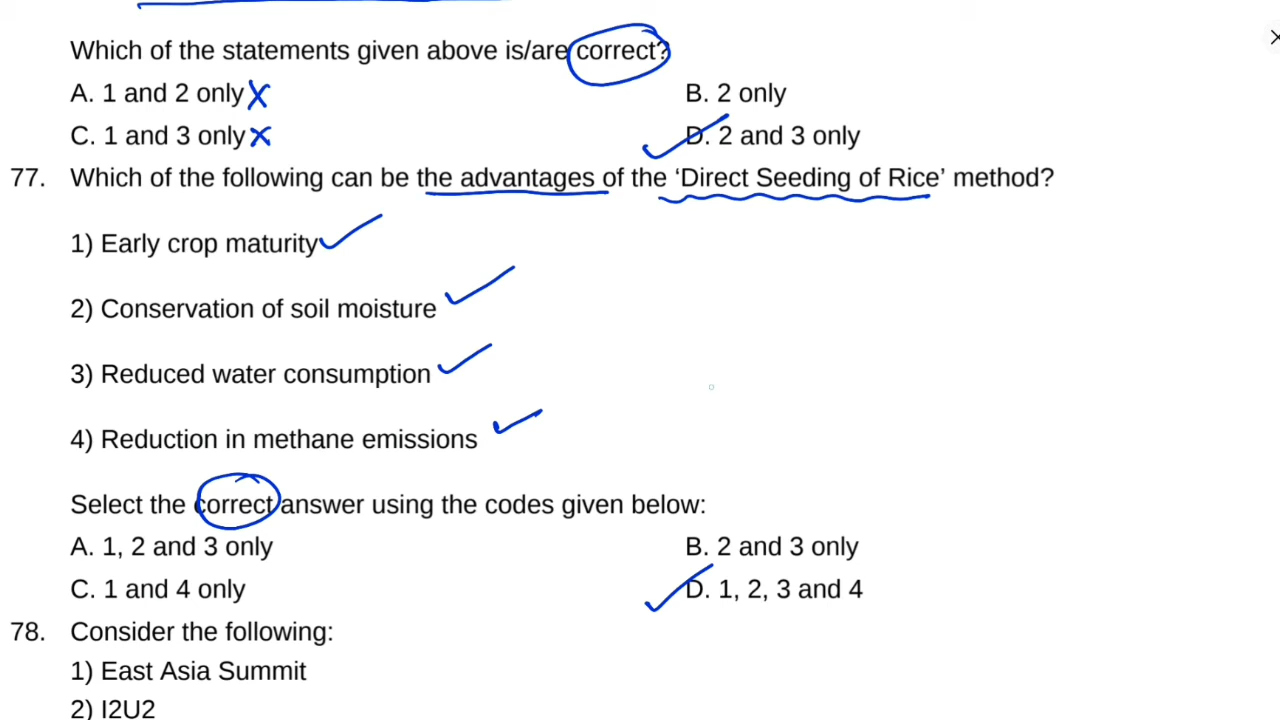 Which of the statements given above is/are correct?
A. 1 and 2 only B. 2 only
C. 1 and 3 only D. 2 and 3 only
77. Which of the following can be the advantages of the ‘Direct Seeding of Rice’ method?
1) Early crop maturity
2) Conservation of soil moisture
3) Reduced water consumption
4) Reduction in methane emissions
Select the correct answer using the codes given below:
A. 1, 2 and 3 only B. 2 and 3 only
C. 1 and 4 only D. 1, 2, 3 and 4
78. Consider the following:
1) East Asia Summit
2) I2U2